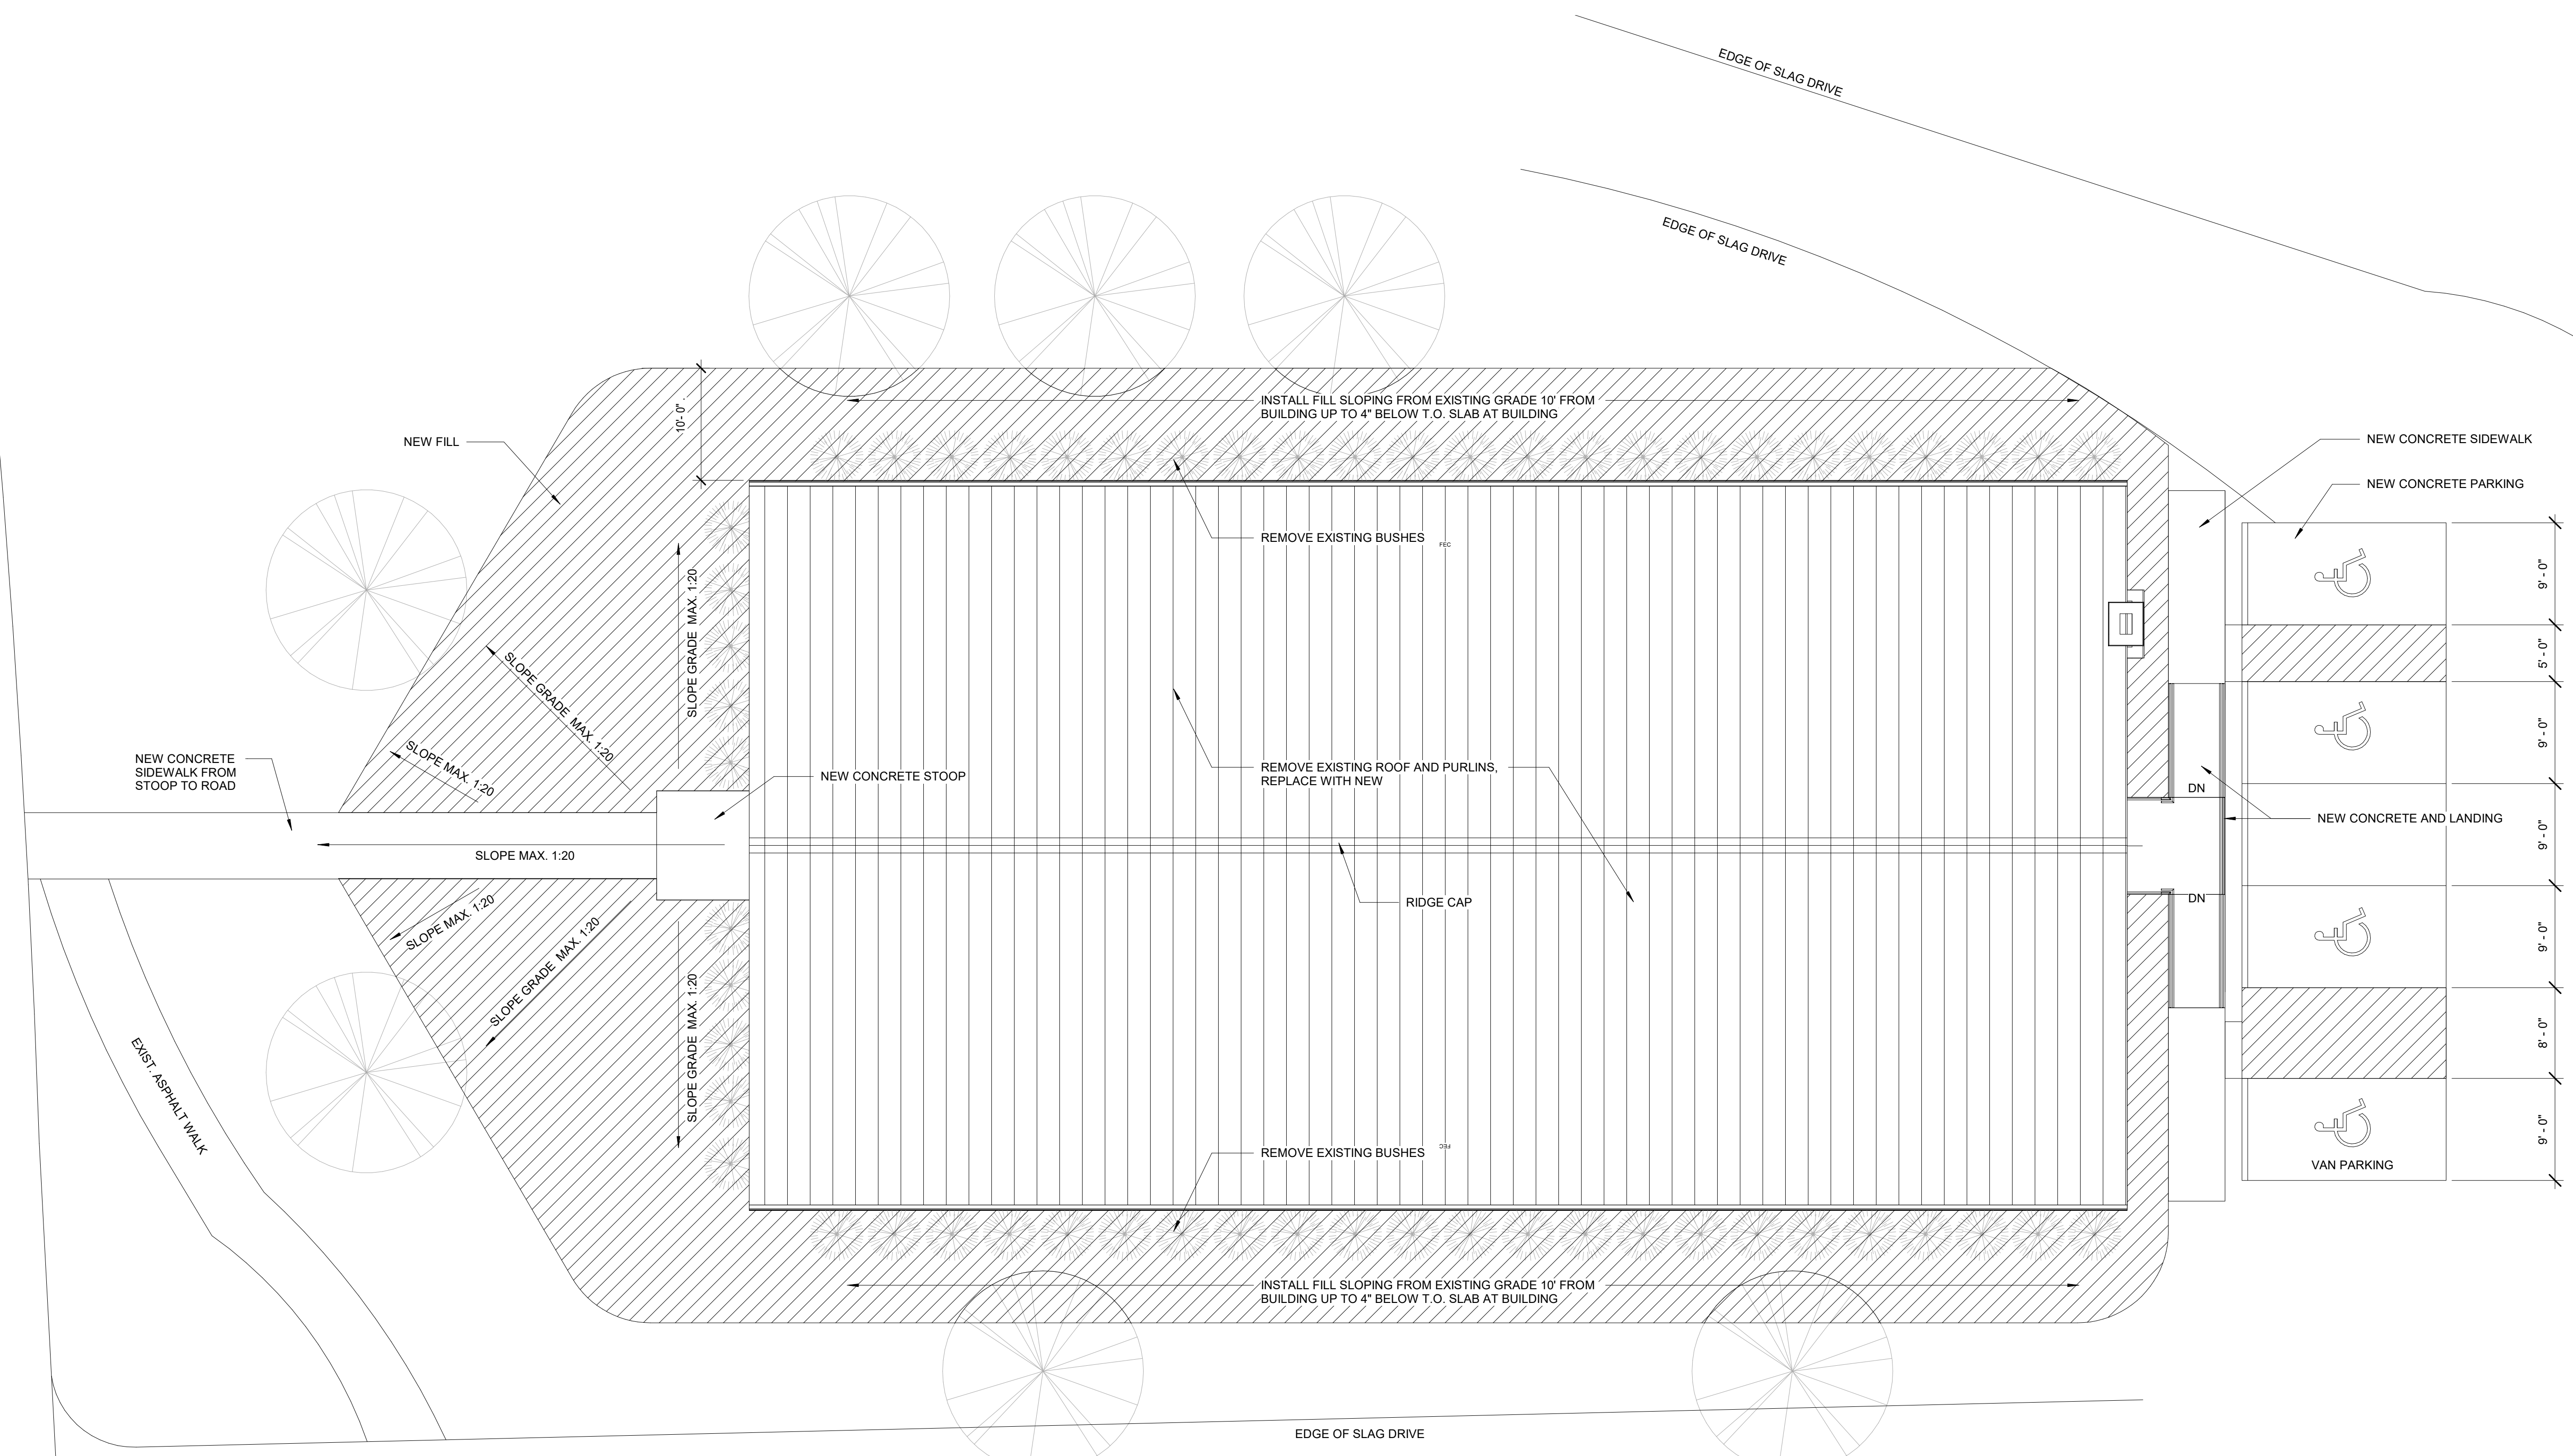 EDGE OF SLAG DRIVE
EDGE OF SLAG DRIVE
10'- 0"
INSTALL FILL SLOPING FROM EXISTING GRADE 10' FROM
BUILDING UP TO 4" BELOW T.O. SLAB AT BUILDING
NEW FILL
NEW CONCRETE SIDEWALK
NEW CONCRETE PARKING
REMOVE EXISTING BUSHES
FEC
SLOPE GRADE MAX. 1:20
SLOPE GRADE MAX. 1:20
SLOPE MAX. 1:20
NEW CONCRETE
SIDEWALK FROM
STOOP TO ROAD
NEW CONCRETE STOOP
REMOVE EXISTING ROOF AND PURLINS,
REPLACE WITH NEW
DN
NEW CONCRETE AND LANDING
SLOPE MAX. 1:20
RIDGE CAP
DN
SLOPE MAX. 1:20
SLOPE GRADE MAX. 1:20
SLOPE GRADE MAX. 1:20
EXIST. ASPHALT WALK
REMOVE EXISTING BUSHES
FEC
VAN PARKING
9' - 0"
5' - 0"
9' - 0"
9' - 0"
9' - 0"
8' - 0"
9' - 0"
INSTALL FILL SLOPING FROM EXISTING GRADE 10' FROM
BUILDING UP TO 4" BELOW T.O. SLAB AT BUILDING
EDGE OF SLAG DRIVE